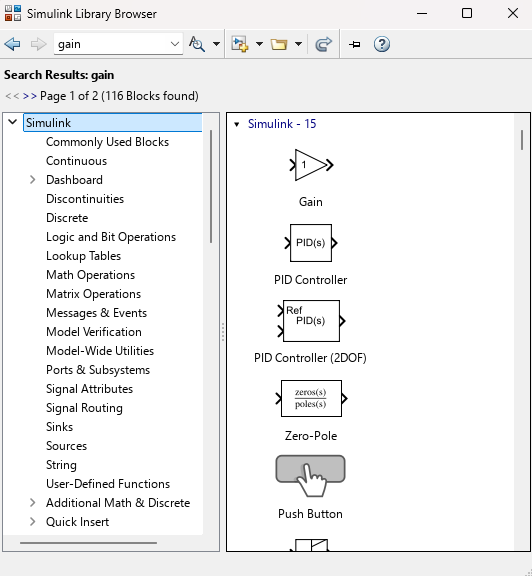 Simulink Library Browser
gain
Search Results: gain
<< >> Page 1 of 2 (116 Blocks found)
Simulink
Commonly Used Blocks
Continuous
Dashboard
Discontinuities
Discrete
Logic and Bit Operations
Lookup Tables
Math Operations
Matrix Operations
Messages & Events
Model Verification
Model-Wide Utilities
Ports & Subsystems
Signal Attributes
Signal Routing
Sinks
Sources
String
User-Defined Functions
Additional Math & Discrete
Quick Insert
Simulink - 15
1
Gain
PID(s)
PID Controller
Ref
PID(s)
PID Controller (2DOF)
zeros(s)
poles(s)
Zero-Pole
Push Button